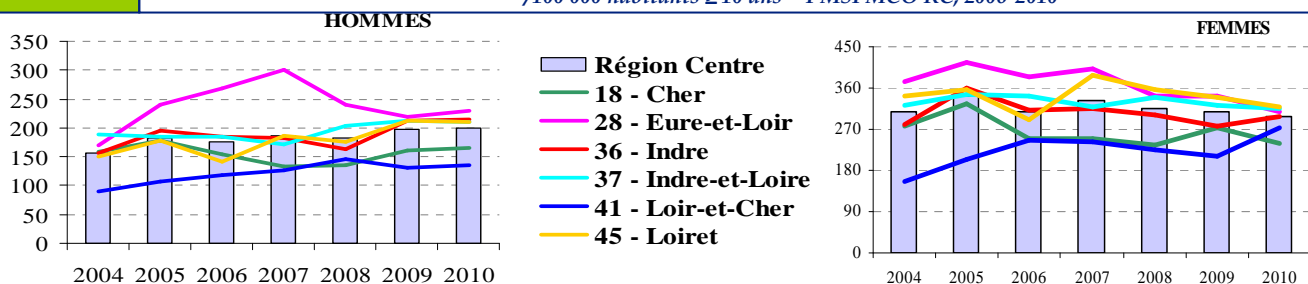 /100 000 habitants ≥ 10 ans – PMSI MCO RC, 2006-2010
HOMMES
350
300
250
200
150
100
50
0
2004 2005 2006 2007 2008 2009 2010
Région Centre
18 - Cher
28 - Eure-et-Loir
36 - Indre
37 - Indre-et-Loire
41 - Loir-et-Cher
45 - Loiret
FEMMES
450
360
270
180
90
0
2004 2005 2006 2007 2008 2009 2010